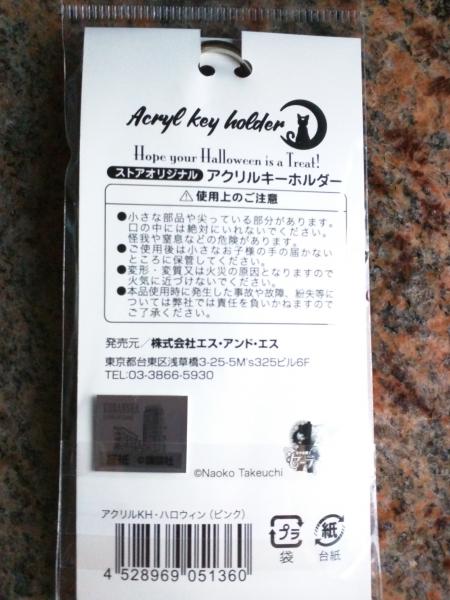 Acryl key holder
Hope your Halloween is a Treat!
ストアオリジナル アクリルキーホルダー
⚠使用上のご注意
●小さな部品や尖っている部分があります。
口の中には絶対にいれないでください。
怪我や窒息などの危険があります。
●ご使用後は小さなお子様の手の届かない
ところに保管してください。
●変形・変質又は火災の原因となりますので
火気に近づけないでください。
●本品使用時に発生した事故や故障、紛失等に
ついては弊社では責任を負いかねますので
ご了承ください。
発売元／株式会社エス・アンド・エス
東京都台東区浅草橋3-25-5M's325ビル6F
TEL:03-3866-5930
KODANSHA
証紙 ©講談社
©Naoko Takeuchi
アクリルKH・ハロウィン（ピンク）
プラ 紙
袋 台紙
4 528969 051360